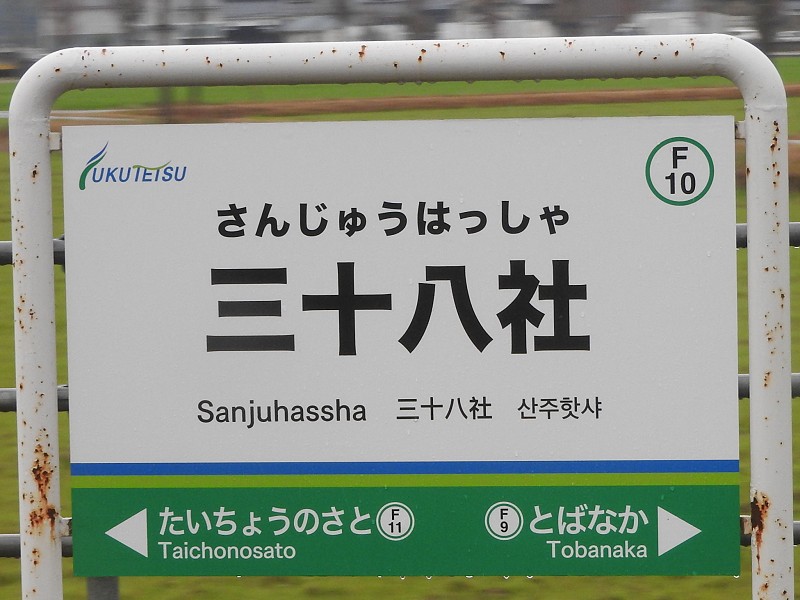 FUKUTETSU
F
10
さんじゅうはっしゃ
三十八社
Sanjuhassha 三十八社 산주핫샤
たいちょうのさと F 11
Taichonosato
F 9 とばなか
Tobanaka